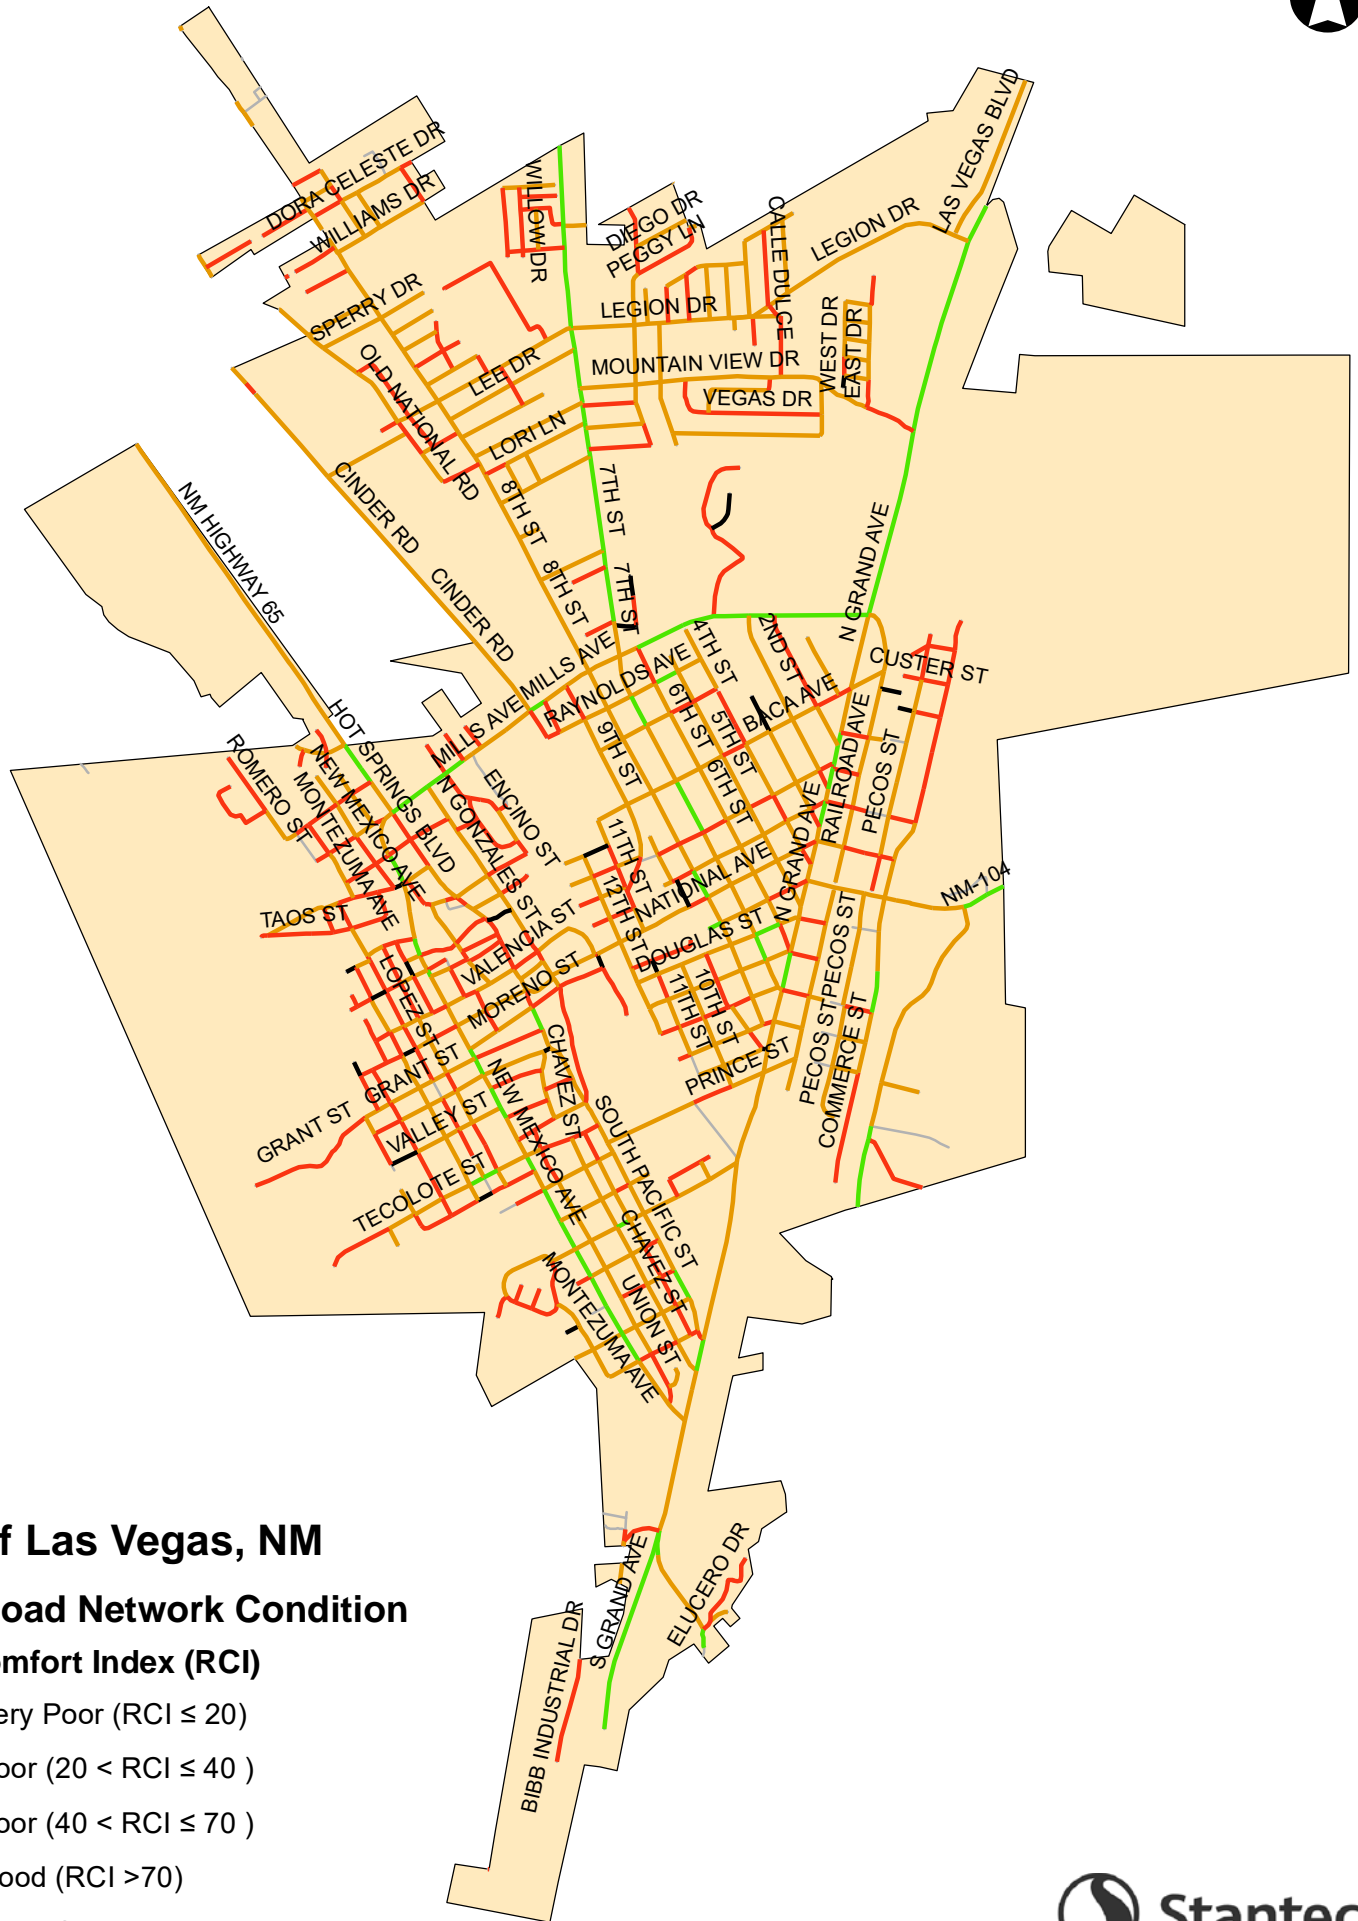 LAS VEGAS BLVD
DORA CELESTE DR
WILLIAMS DR
WILLOW DR
DIEGO DR
PEGGY LN
CALLE DULCE
LEGION DR
SPERRY DR
LEGION DR
WEST DR
EAST DR
OLD NATIONAL RD
LEE DR
MOUNTAIN VIEW DR
VEGAS DR
LORI LN
CINDER RD
NM HIGHWAY 65
8TH ST
7TH ST
N GRAND AVE
CINDER RD
8TH ST
7TH ST
MILLS AVE
RAYNOLDS AVE
4TH ST
2ND ST
CUSTER ST
HOT SPRINGS BLVD
MILLS AVE
6TH ST
5TH ST
BACA AVE
ROMERO ST
NEW MEXICO AVE
MONTEZUMA AVE
N GONZALES ST
ENCINO ST
9TH ST
6TH ST
RAILROAD AVE
PECOS ST
N GRAND AVE
11TH ST
12TH ST
NATIONAL AVE
NM-104
TAOS ST
VALENCIA ST
DOUGLAS ST
PECOS ST
LOPEZ ST
MORENO ST
11TH ST
10TH ST
PECOS ST
COMMERCE ST
GRANT ST
GRANT ST
CHAVEZ ST
PRINCE ST
VALLEY ST
NEW MEXICO AVE
SOUTH PACIFIC ST
TECOLOTE ST
CHAVEZ ST
MONTEZUMA AVE
UNION ST
f Las Vegas, NM
oad Network Condition
omfort Index (RCI)
ery Poor (RCI ≤ 20)
oor (20 < RCI ≤ 40 )
oor (40 < RCI ≤ 70 )
ood (RCI >70)
S GRAND AVE
ELUCERO DR
BIBB INDUSTRIAL DR
Stantec